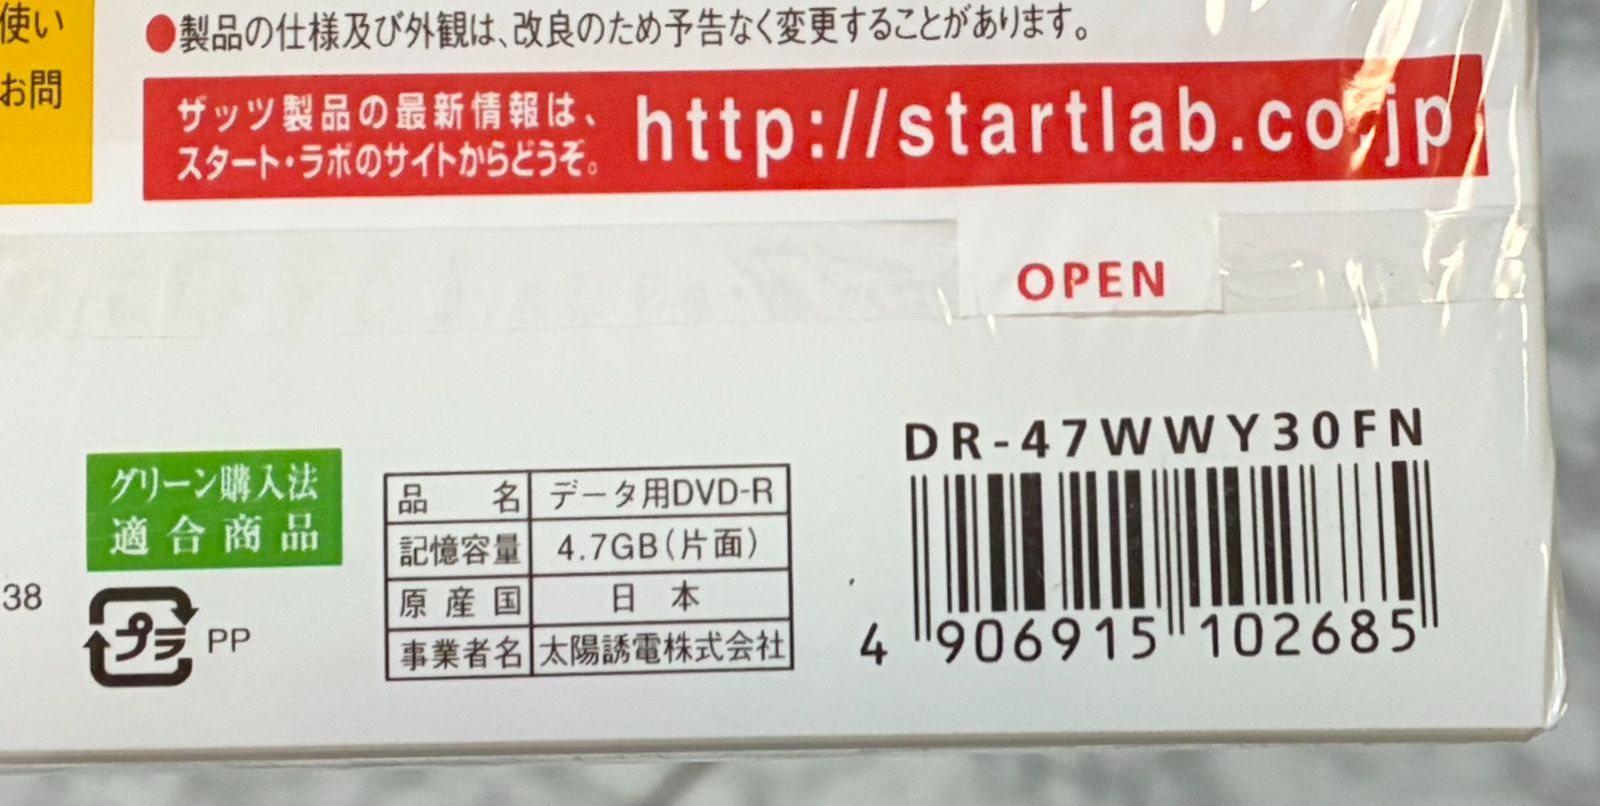 使い
お問
●製品の仕様及び外観は、改良のため予告なく変更することがあります。
ザッツ製品の最新情報は、
スタート・ラボのサイトからどうぞ。
http://startlab.co.jp
OPEN
DR-47WWY30FN
グリーン購入法
適合商品
38
プラ PP
品 名 データ用DVD-R
記憶容量 4.7GB(片面)
原産国 日 本
事業者名 太陽誘電株式会社
4 906915 102685